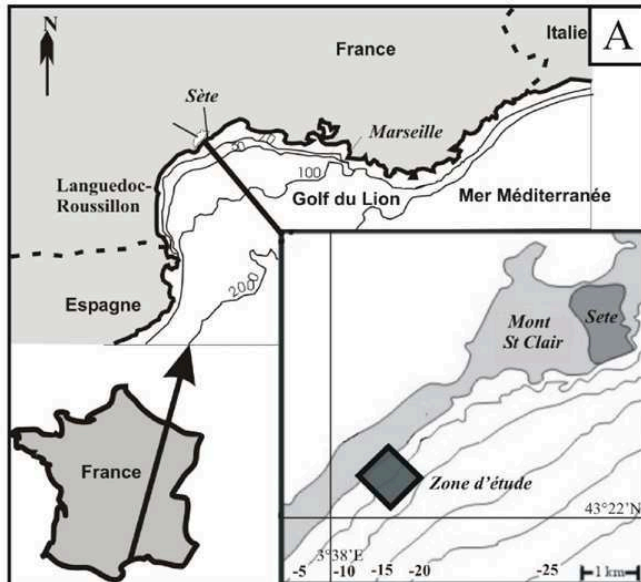 A
N
France
Italie
Sète
Marseille
Languedoc-
Roussillon
100
Golf du Lion
Mer Méditerranée
Espagne
France
Mont
St Clair
Sete
Zone d'étude
43°22'N
3°38'E
-5 -10 -15 -20 -25
1 km